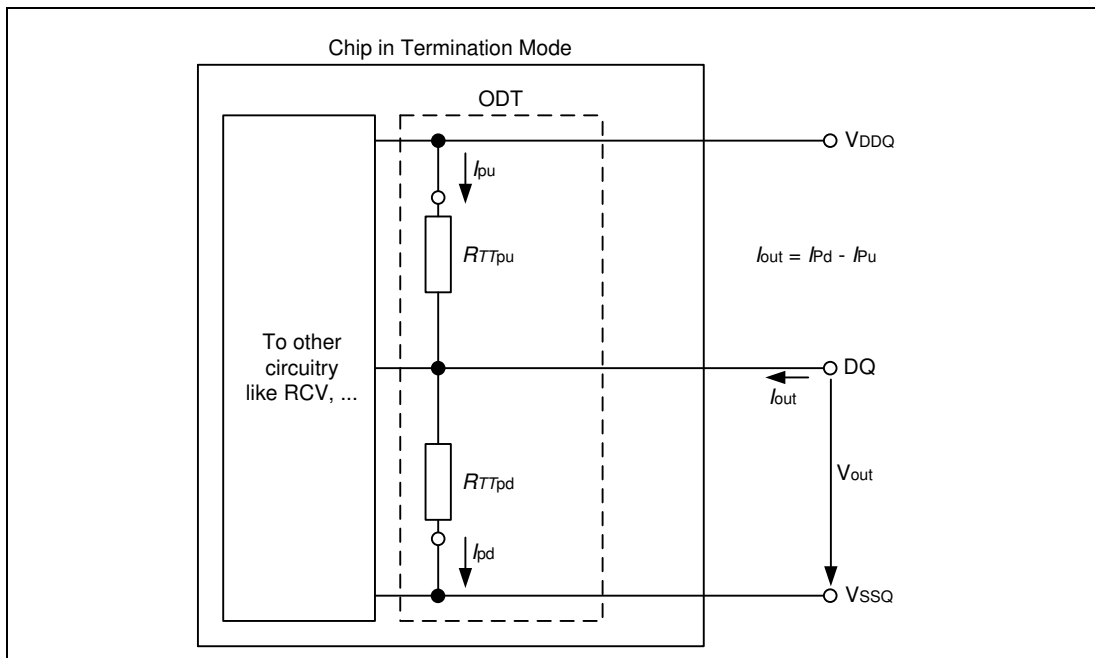 Chip in Termination Mode
ODT
VDDQ
Ipu
RTTpu
Iout = IPd - IPu
To other
circuitry
like RCV, ...
DQ
Iout
RTTpd
Vout
Ipd
VSSQ